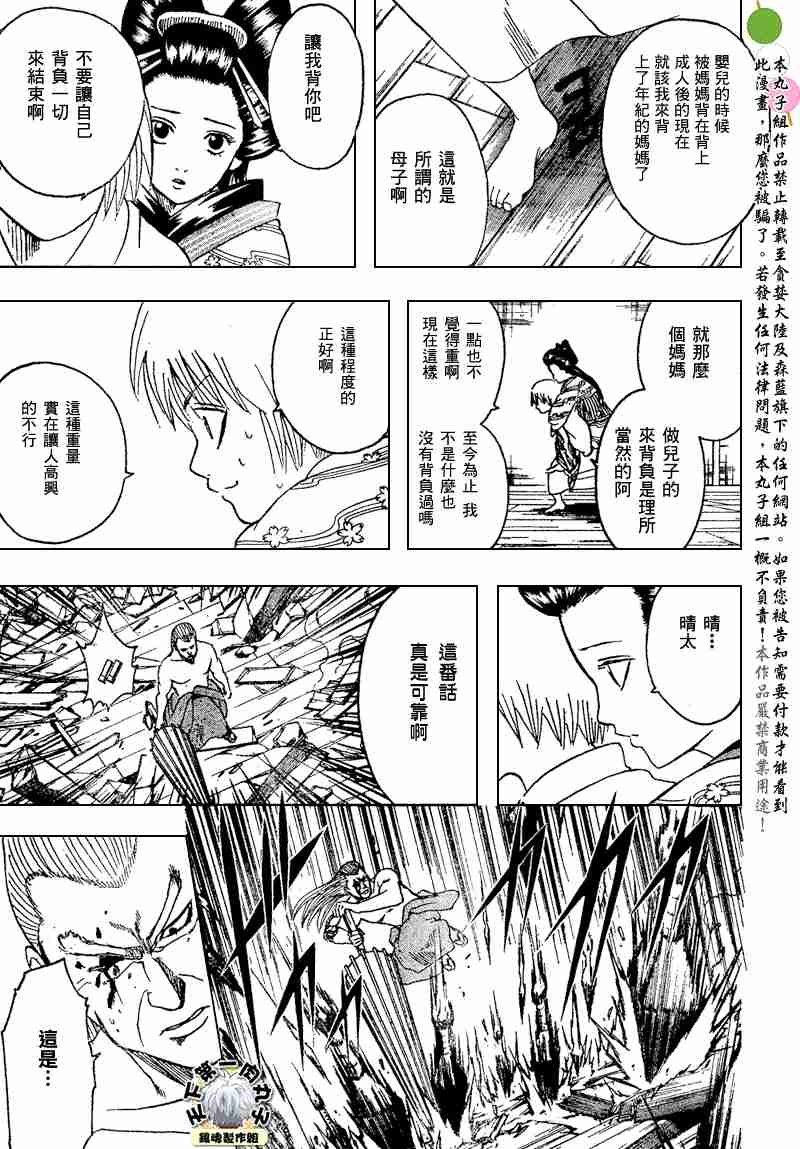 嬰兒的時候
被媽媽背在背上
成人後的現在
就該我來背
上了年紀的媽媽了
這就是
所謂的
母子啊
讓我背你吧
不要讓自己
背負一切
來結束啊
就那麼
個媽媽
做兒子的
來背負是理所
當然的阿
一點也不
覺得重啊
現在這樣
至今為止 我
不是什麼也
沒有背負過嗎
這種程度的
正好啊
這種重量
實在讓人高興
的不行
晴…
晴太
這番話
真是可靠啊
這是…
本丸子組作品禁止轉載至貪婪大陸及森藍旗下的任何網站。如果您被告知需要付款才能看到
此漫畫，那麼您被騙了。若發生任何法律問題，本丸子組一概不負責！本作品嚴禁商業用途！
天下第一丸子
銀魂製作組